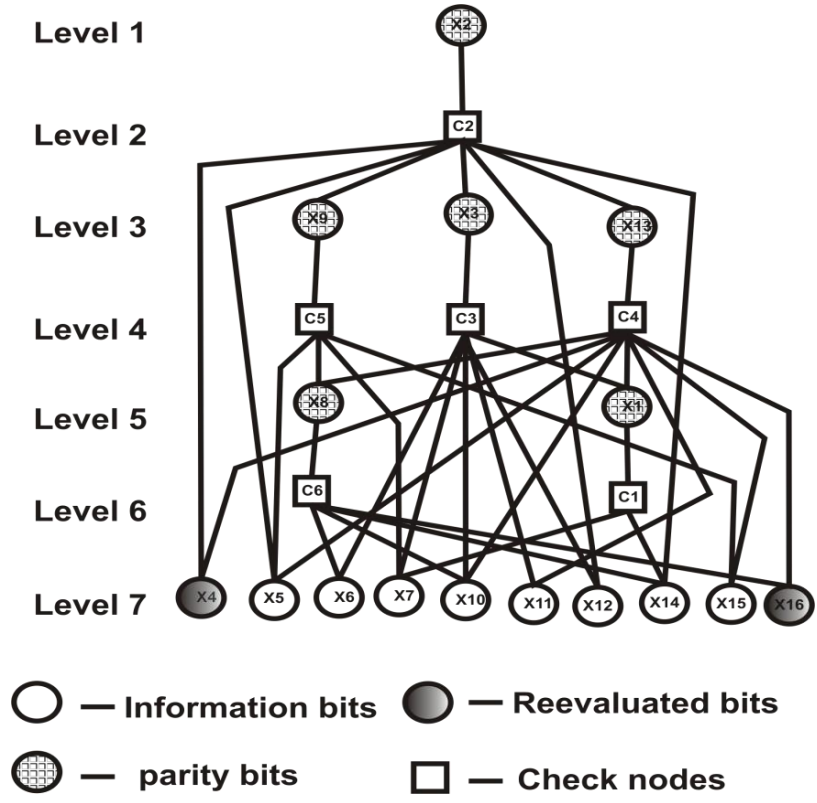 Level 1
X2
Level 2
C2
Level 3
X9 X3 X13
Level 4
C5 C3 C4
Level 5
X8 X1
Level 6
C6 C1
Level 7
X4 X5 X6 X7 X10 X11 X12 X14 X15 X16
— Information bits — Reevaluated bits
— parity bits — Check nodes